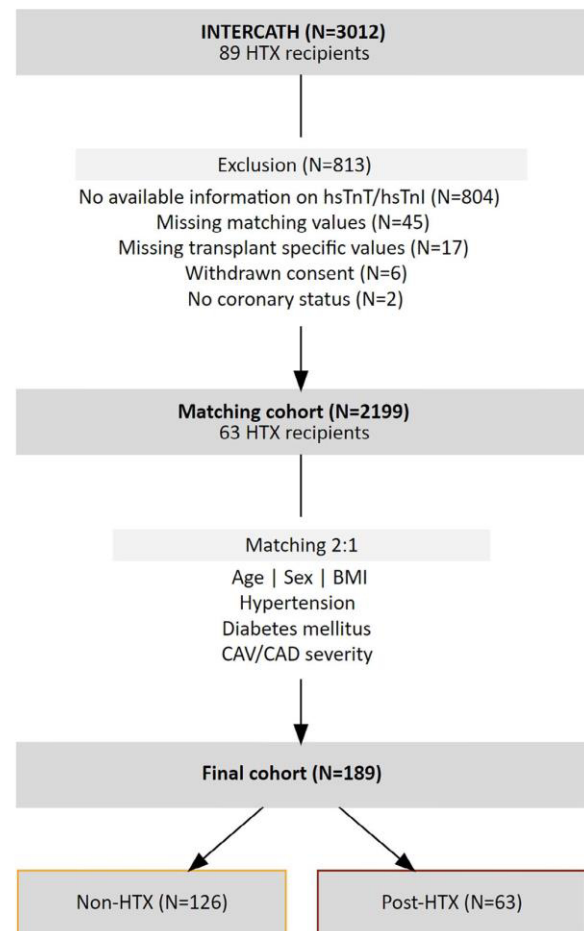 INTERCATH (N=3012)
89 HTX recipients
Exclusion (N=813)
No available information on hsTnT/hsTnI (N=804)
Missing matching values (N=45)
Missing transplant specific values (N=17)
Withdrawn consent (N=6)
No coronary status (N=2)
Matching cohort (N=2199)
63 HTX recipients
Matching 2:1
Age | Sex | BMI
Hypertension
Diabetes mellitus
CAV/CAD severity
Final cohort (N=189)
Non-HTX (N=126)
Post-HTX (N=63)